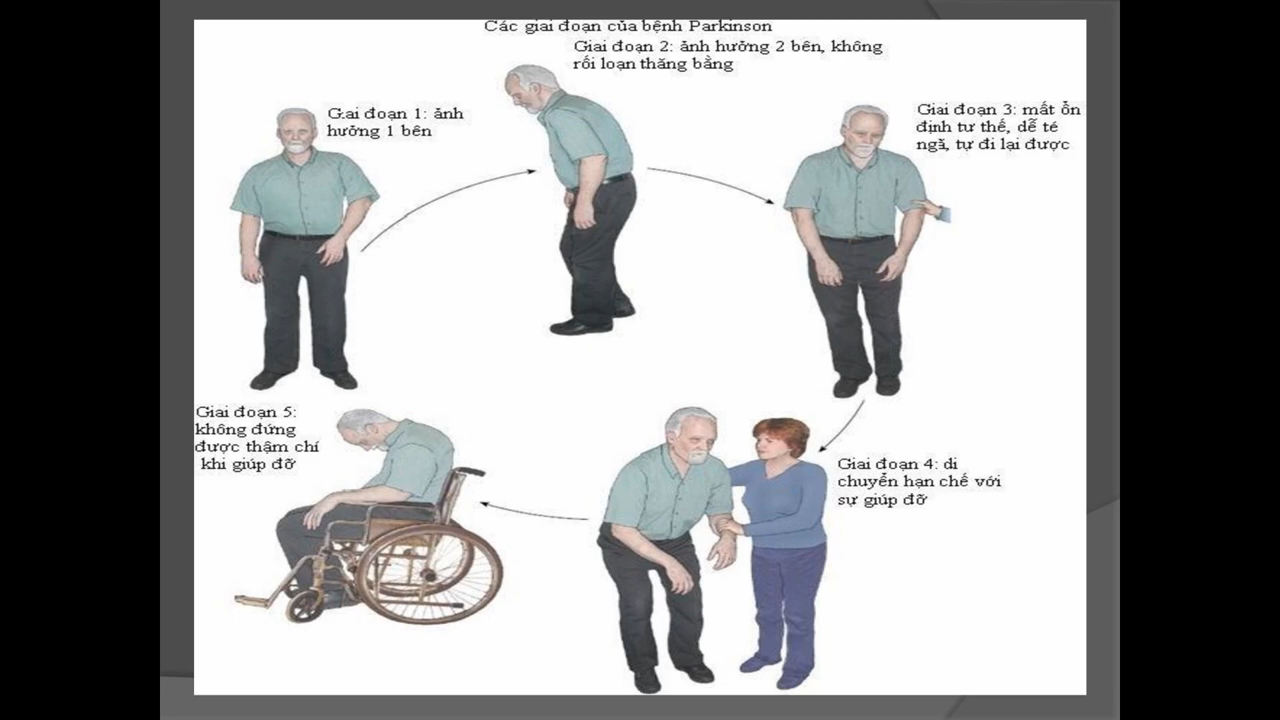 Các giai đoạn của bệnh Parkinson
Giai đoạn 2: ảnh hưởng 2 bên, không
rối loạn thăng bằng
G.ai đoạn 1: ảnh
hưởng 1 bên
Giai đoạn 3: mất ổn
định tư thế, dễ té
ngã, tự đi lại được
Giai đoạn 4: di
chuyển hạn chế với
sự giúp đỡ
Giai đoạn 5:
không đứng
được thậm chí
khi giúp đỡ